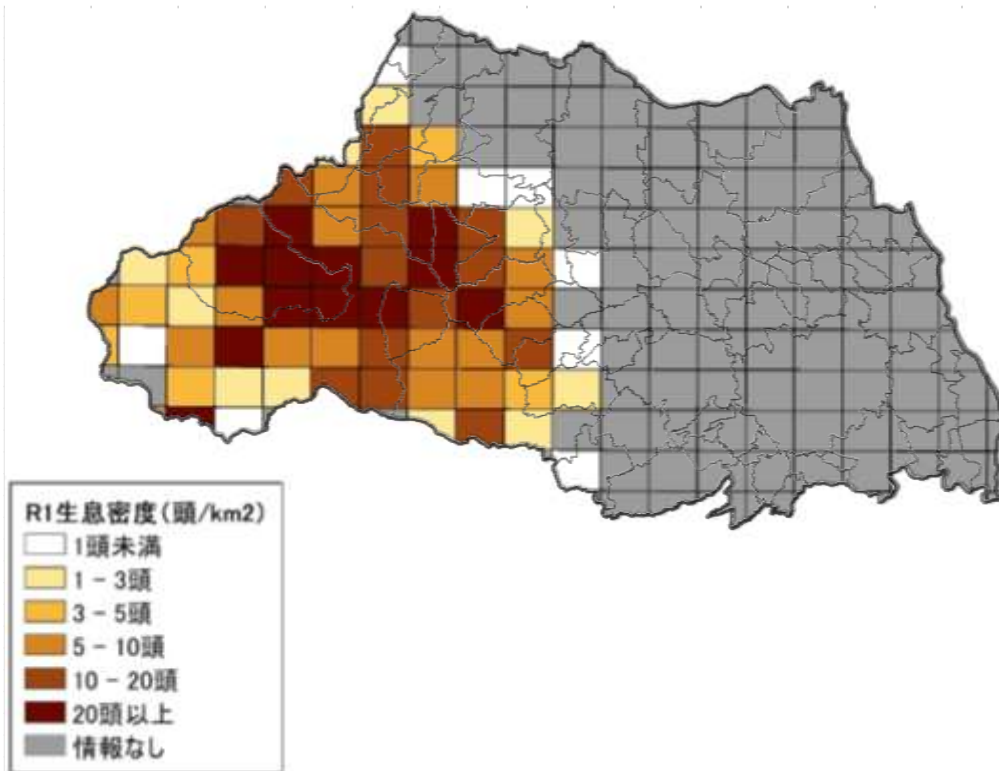 R1生息密度(頭/km2)
1頭未満
1 - 3頭
3 - 5頭
5 - 10頭
10 - 20頭
20頭以上
情報なし